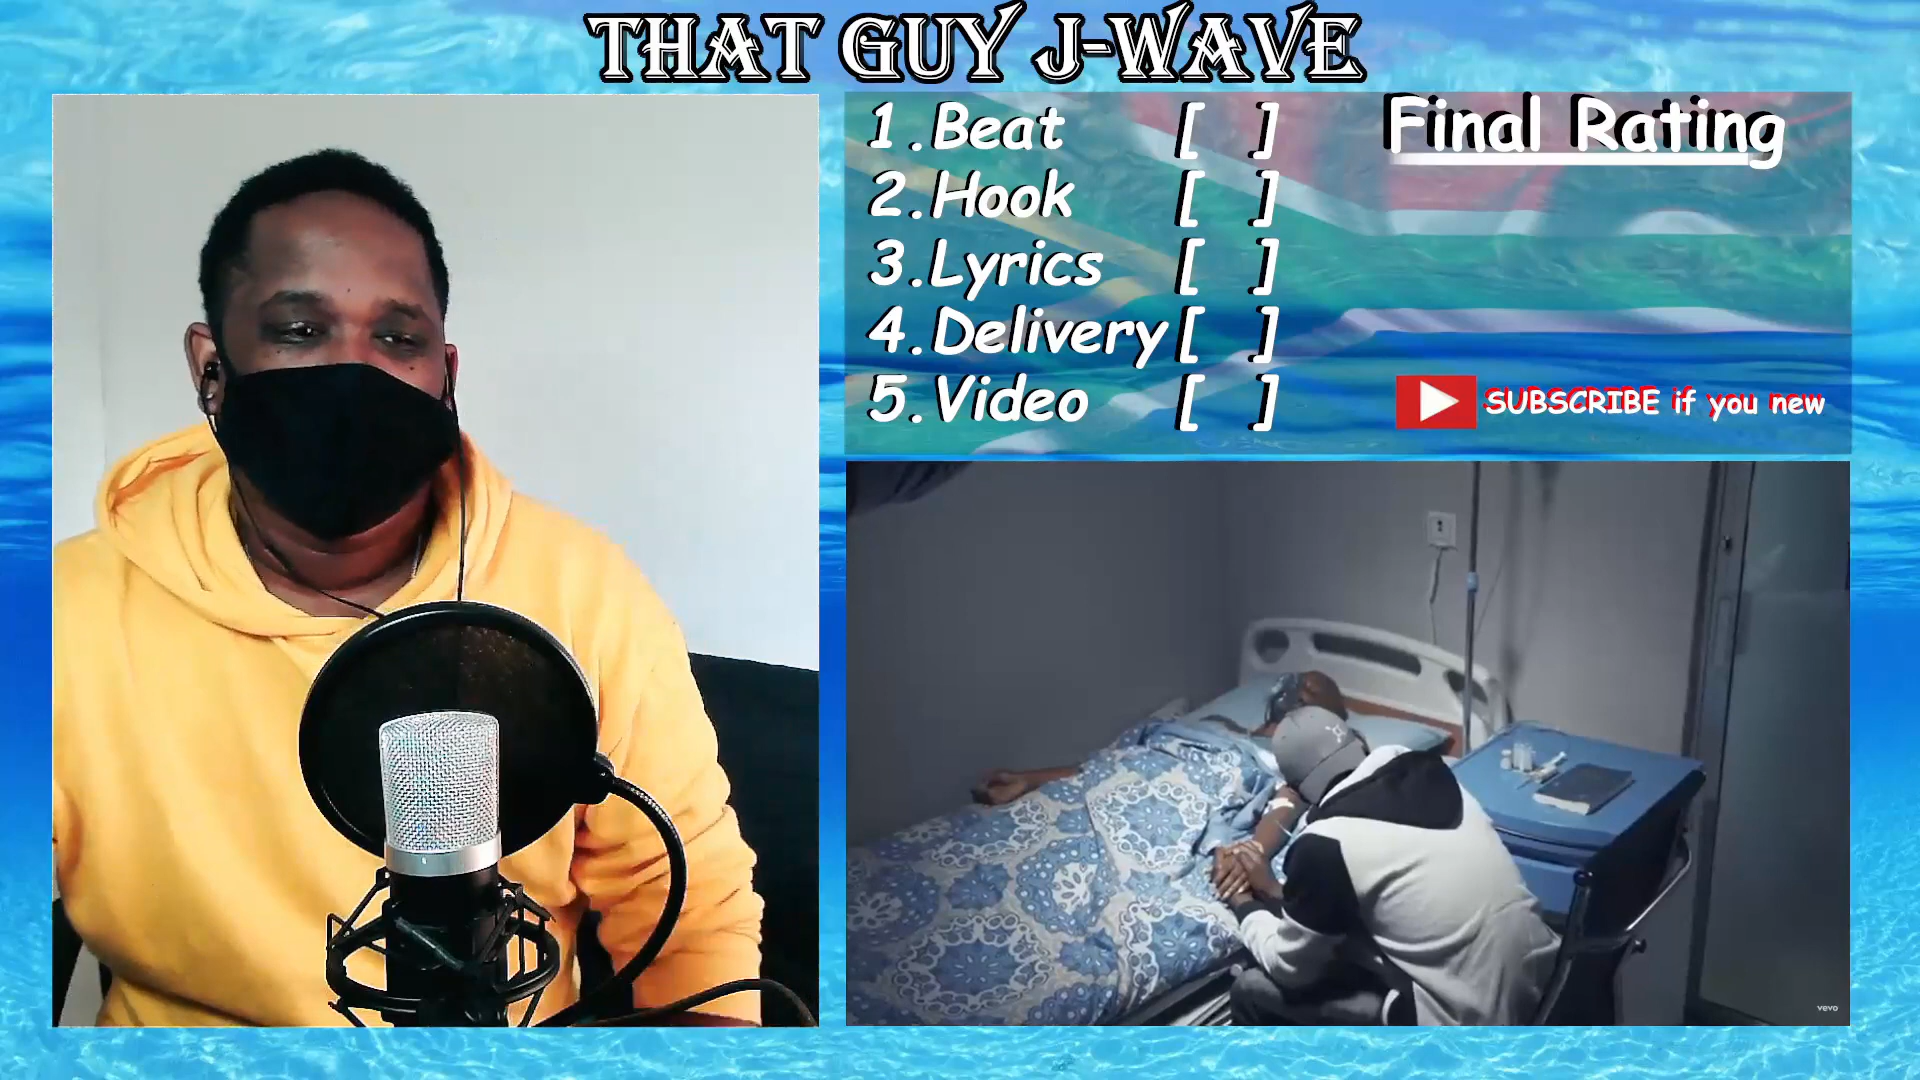 THAT GUY J-WAVE
1.Beat [ ]
2.Hook [ ]
3.Lyrics [ ]
4.Delivery [ ]
5.Video [ ]
Final Rating
SUBSCRIBE if you new
vevo